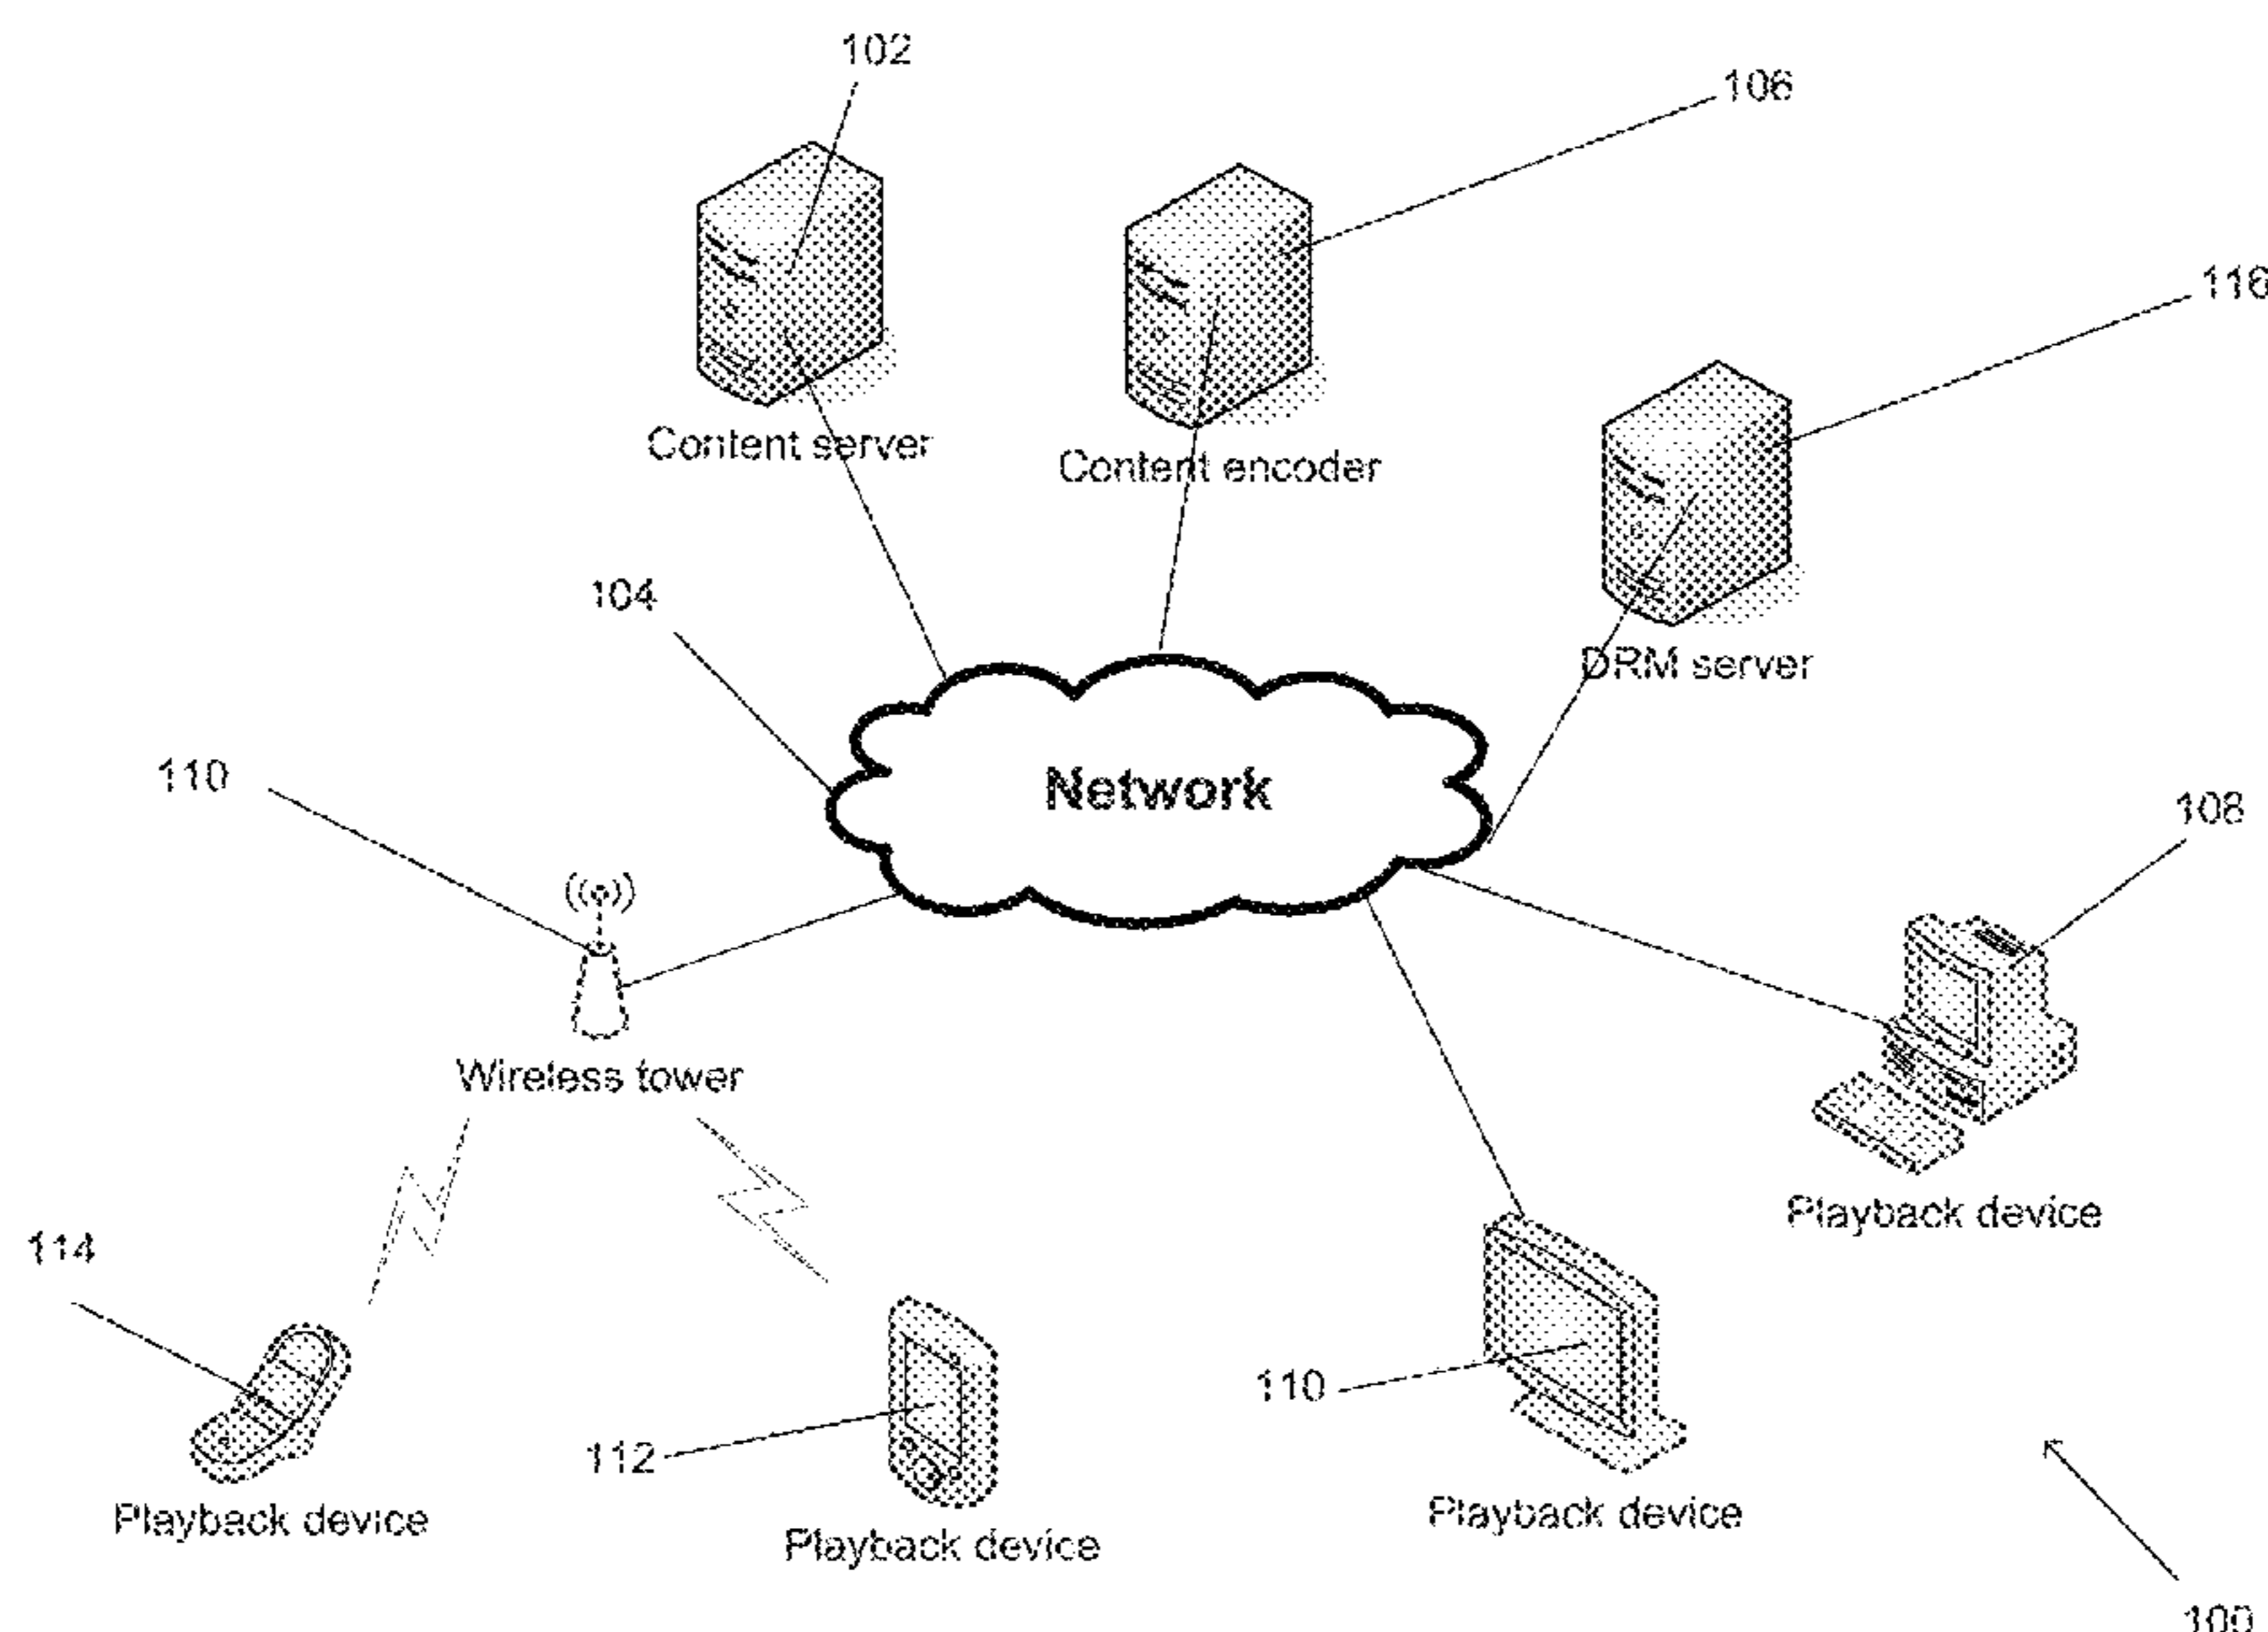 102
106
116
Content server
Content encoder
104
DRM server
110
Network
108
Wireless tower
Playback device
114
110
112
Playback device
Playback device
Playback device
100